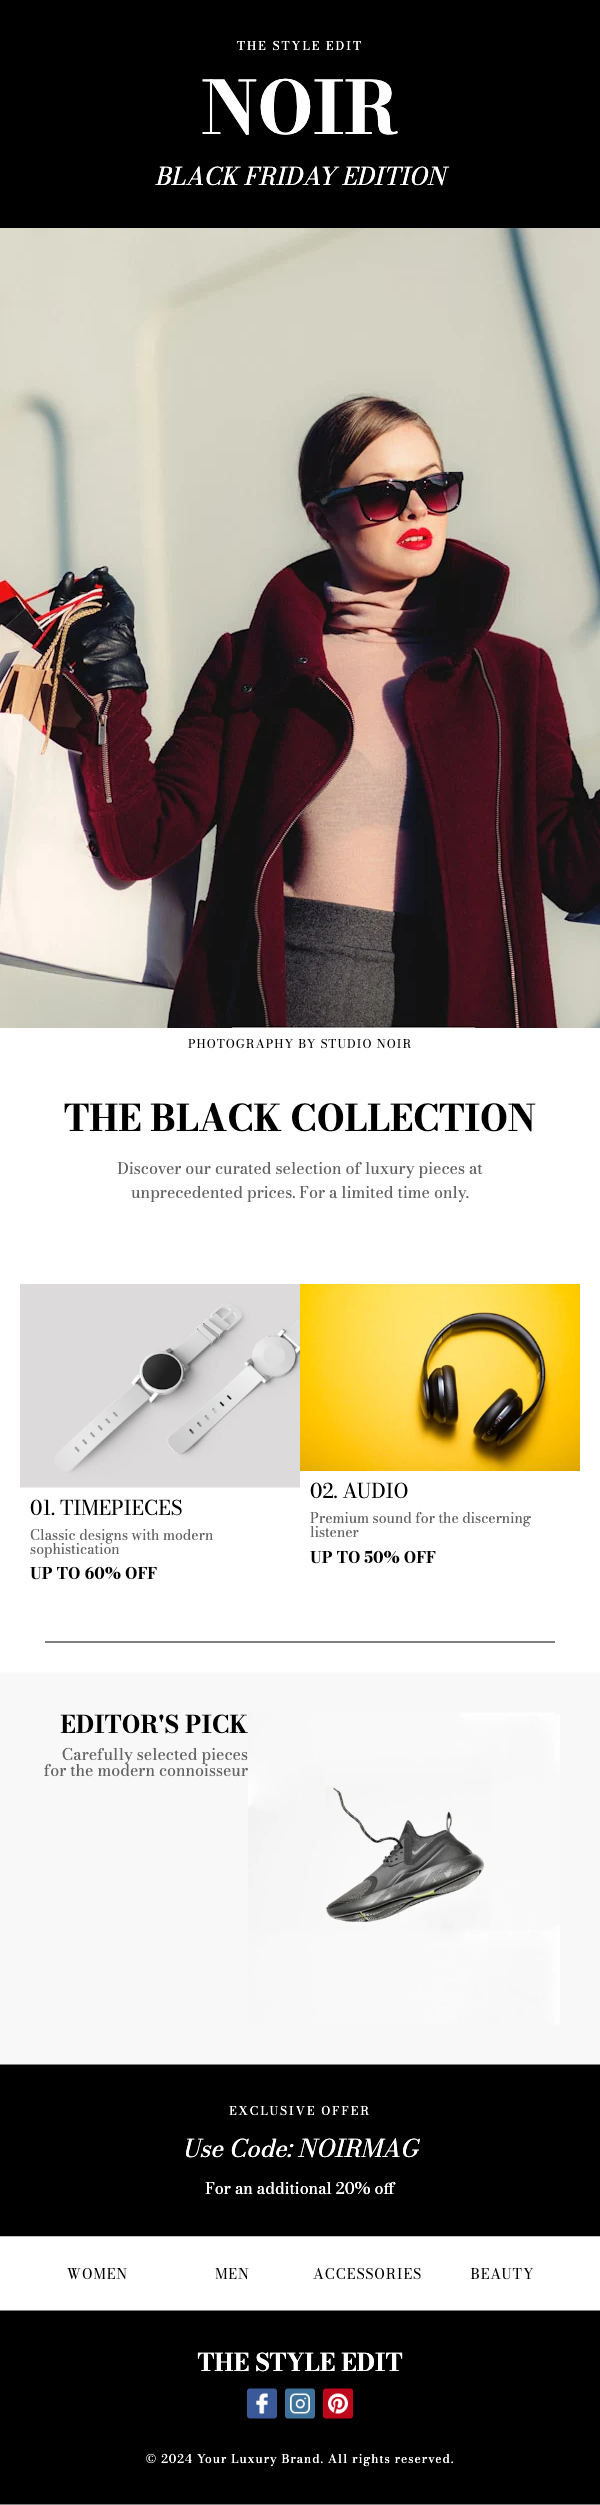 THE STYLE EDIT
NOIR
BLACK FRIDAY EDITION
PHOTOGRAPHY BY STUDIO NOIR
THE BLACK COLLECTION
Discover our curated selection of luxury pieces at
unprecedented prices. For a limited time only.
01. TIMEPIECES
Classic designs with modern
sophistication
UP TO 60% OFF
02. AUDIO
Premium sound for the discerning
listener
UP TO 50% OFF
EDITOR'S PICK
Carefully selected pieces
for the modern connoisseur
EXCLUSIVE OFFER
Use Code: NOIRMAG
For an additional 20% off
WOMEN MEN ACCESSORIES BEAUTY
THE STYLE EDIT
© 2024 Your Luxury Brand. All rights reserved.